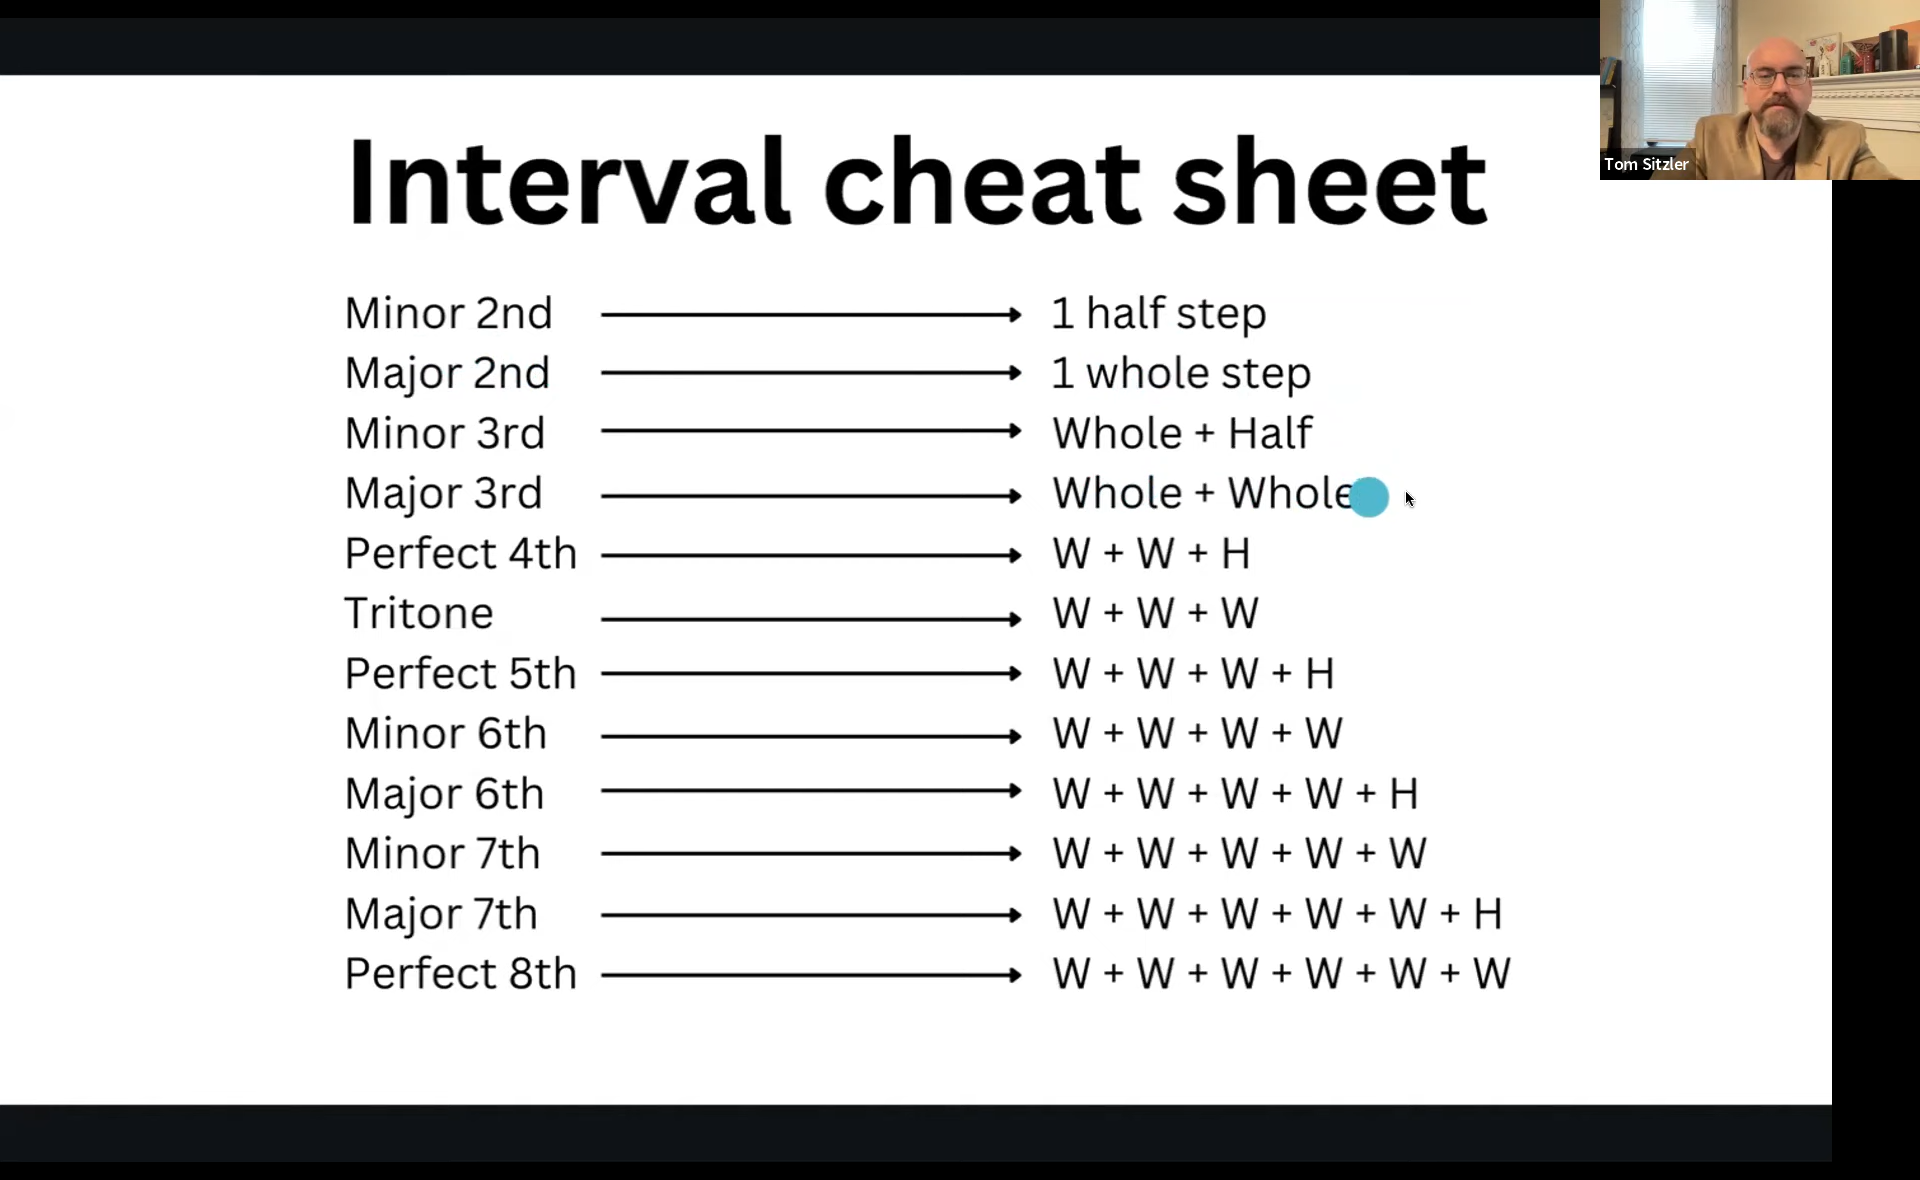 Interval cheat sheet
Tom Sitzler
Minor 2nd 1 half step
Major 2nd 1 whole step
Minor 3rd Whole + Half
Major 3rd Whole + Whole
Perfect 4th W + W + H
Tritone W + W + W
Perfect 5th W + W + W + H
Minor 6th W + W + W + W
Major 6th W + W + W + W + H
Minor 7th W + W + W + W + W
Major 7th W + W + W + W + W + H
Perfect 8th W + W + W + W + W + W